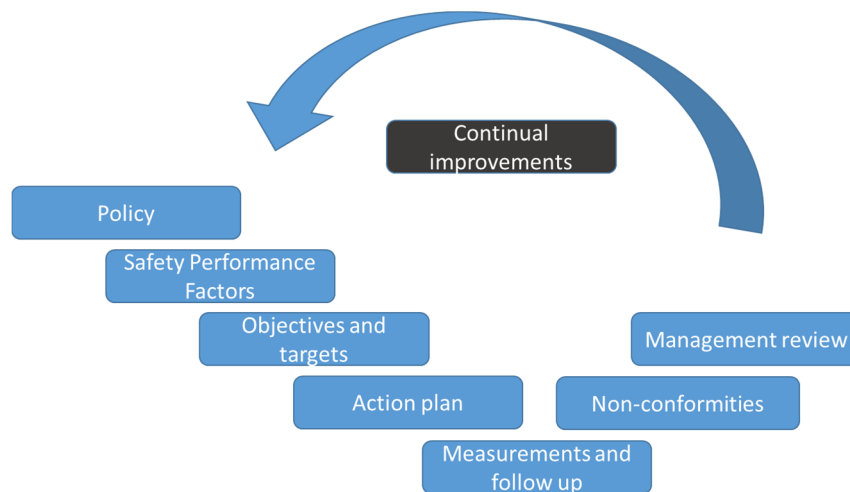 Continual
improvements
Policy
Safety Performance
Factors
Objectives and
targets
Management review
Action plan
Non-conformities
Measurements and
follow up